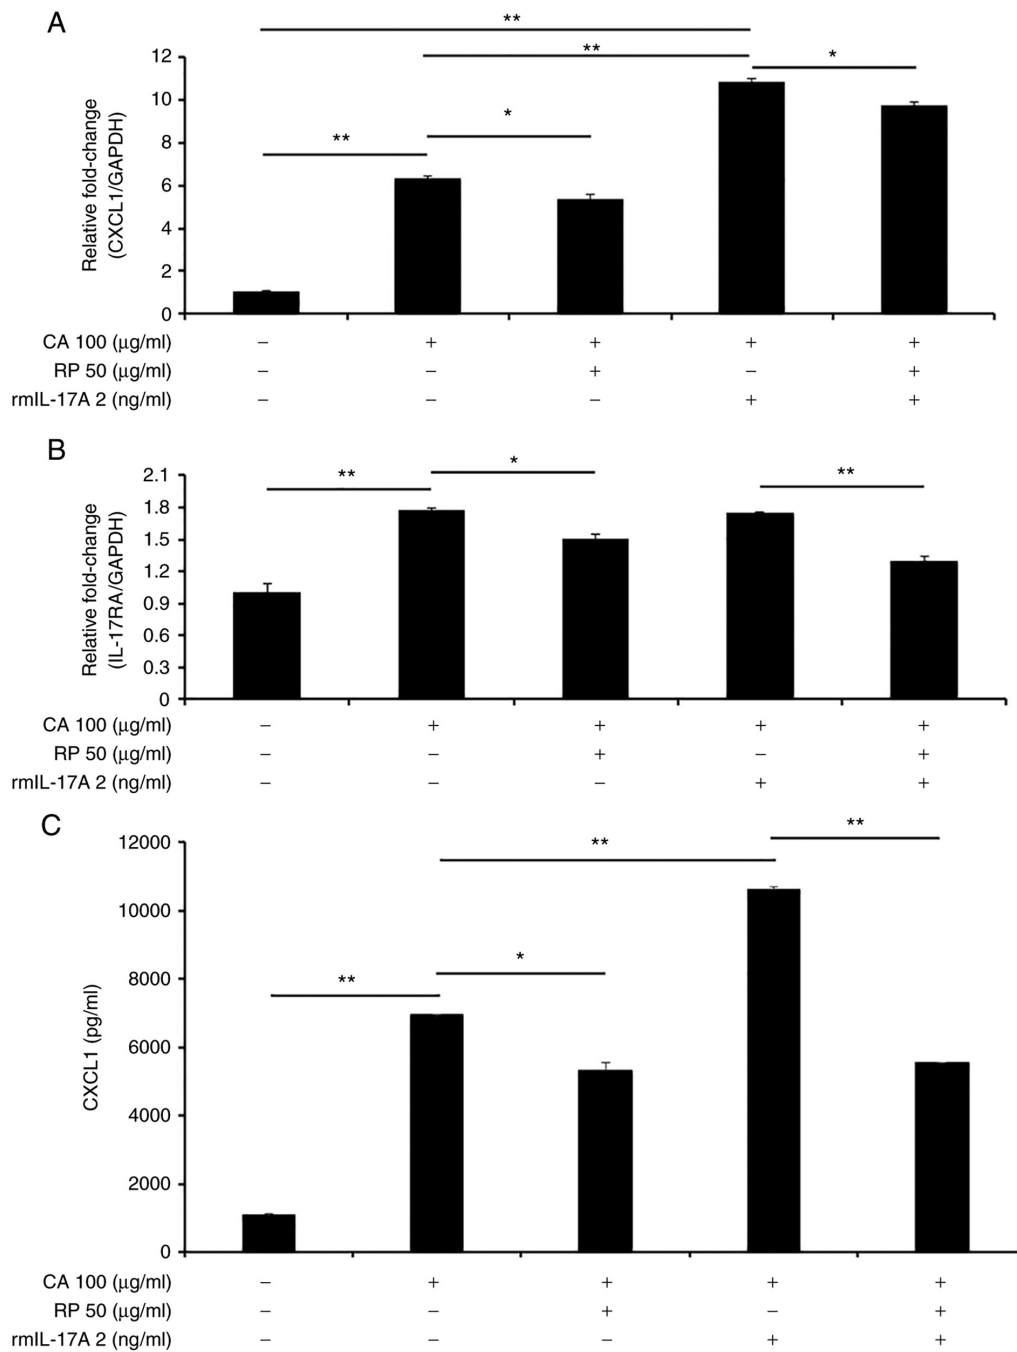 A
**
**
*
*
**
Relative fold-change
(CXCL1/GAPDH)
12
10
8
6
4
2
0
CA 100 (µg/ml) – + + + +
RP 50 (µg/ml) – – + – +
rmIL-17A 2 (ng/ml) – – – + +
B
** * **
Relative fold-change
(IL-17RA/GAPDH)
2.1
1.8
1.5
1.2
0.9
0.6
0.3
0
CA 100 (µg/ml) – + + + +
RP 50 (µg/ml) – – + – +
rmIL-17A 2 (ng/ml) – – – + +
C
**
**
*
**
CXCL1 (pg/ml)
12000
10000
8000
6000
4000
2000
0
CA 100 (µg/ml) – + + + +
RP 50 (µg/ml) – – + – +
rmIL-17A 2 (ng/ml) – – – + +